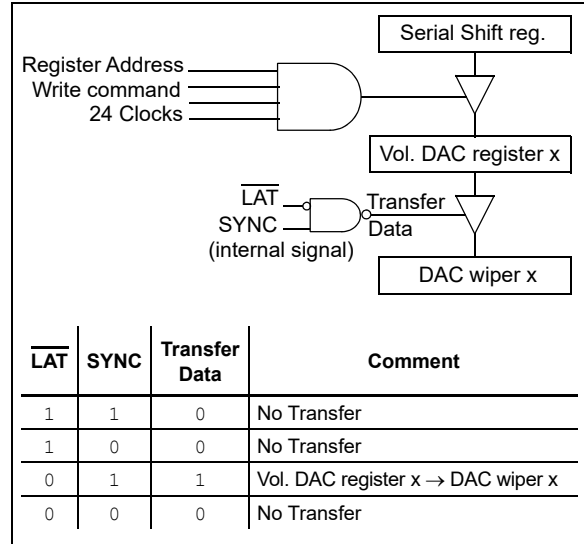 Serial Shift reg.
Register Address
Write command
24 Clocks
Vol. DAC register x
LAT
SYNC
(internal signal)
Transfer
Data
DAC wiper x
LAT SYNC Transfer Data Comment
1 1 0 No Transfer
1 0 0 No Transfer
0 1 1 Vol. DAC register x → DAC wiper x
0 0 0 No Transfer